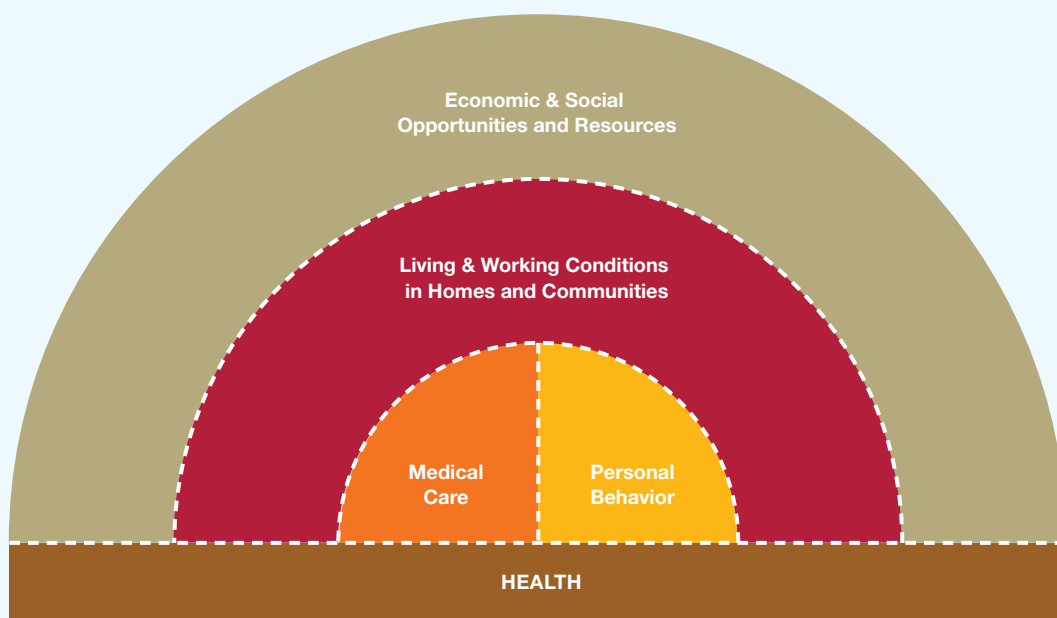 Economic & Social
Opportunities and Resources
Living & Working Conditions
in Homes and Communities
Medical
Care
Personal
Behavior
HEALTH